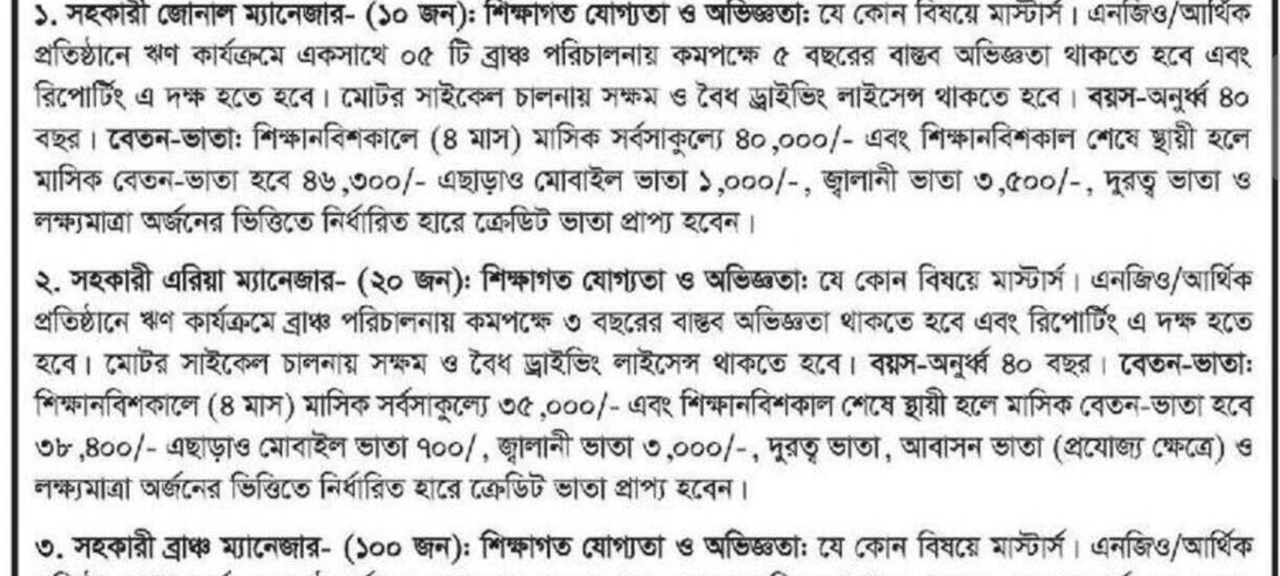 ১. সহকারী জোনাল ম্যানেজার- (১০ জন): শিক্ষাগত যোগ্যতা ও অভিজ্ঞতা: যে কোন বিষয়ে মাস্টার্স। এনজিও/আর্থিক
প্রতিষ্ঠানে ঋণ কার্যক্রমে একসাথে ০৫ টি ব্রাঞ্চ পরিচালনায় কমপক্ষে ৫ বছরের বাস্তব অভিজ্ঞতা থাকতে হবে এবং
রিপোর্টিং এ দক্ষ হতে হবে। মোটর সাইকেল চালনায় সক্ষম ও বৈধ ড্রাইভিং লাইসেন্স থাকতে হবে। বয়স-অনুর্ধ্ব ৪০
বছর। বেতন-ভাতা: শিক্ষানবিশকালে (৪ মাস) মাসিক সর্বসাকুল্যে ৪০,০০০/- এবং শিক্ষানবিশকাল শেষে স্থায়ী হলে
মাসিক বেতন-ভাতা হবে ৪৬,৩০০/- এছাড়াও মোবাইল ভাতা ১,০০০/-, জ্বালানী ভাতা ৩,৫০০/-, দুরত্ব ভাতা ও
লক্ষ্যমাত্রা অর্জনের ভিত্তিতে নির্ধারিত হারে ক্রেডিট ভাতা প্রাপ্য হবেন।
২. সহকারী এরিয়া ম্যানেজার- (২০ জন): শিক্ষাগত যোগ্যতা ও অভিজ্ঞতা: যে কোন বিষয়ে মাস্টার্স। এনজিও/আর্থিক
প্রতিষ্ঠানে ঋণ কার্যক্রমে ব্রাঞ্চ পরিচালনায় কমপক্ষে ৩ বছরের বাস্তব অভিজ্ঞতা থাকতে হবে এবং রিপোর্টিং এ দক্ষ হতে
হবে। মোটর সাইকেল চালনায় সক্ষম ও বৈধ ড্রাইভিং লাইসেন্স থাকতে হবে। বয়স-অনুর্ধ্ব ৪০ বছর। বেতন-ভাতা:
শিক্ষানবিশকালে (৪ মাস) মাসিক সর্বসাকুল্যে ৩৫,০০০/- এবং শিক্ষানবিশকাল শেষে স্থায়ী হলে মাসিক বেতন-ভাতা হবে
৩৮,৪০০/- এছাড়াও মোবাইল ভাতা ৭০০/, জ্বালানী ভাতা ৩,০০০/-, দুরত্ব ভাতা, আবাসন ভাতা (প্রযোজ্য ক্ষেত্রে) ও
লক্ষ্যমাত্রা অর্জনের ভিত্তিতে নির্ধারিত হারে ক্রেডিট ভাতা প্রাপ্য হবেন।
৩. সহকারী ব্রাঞ্চ ম্যানেজার- (১০০ জন): শিক্ষাগত যোগ্যতা ও অভিজ্ঞতা: যে কোন বিষয়ে মাস্টার্স। এনজিও/আর্থিক